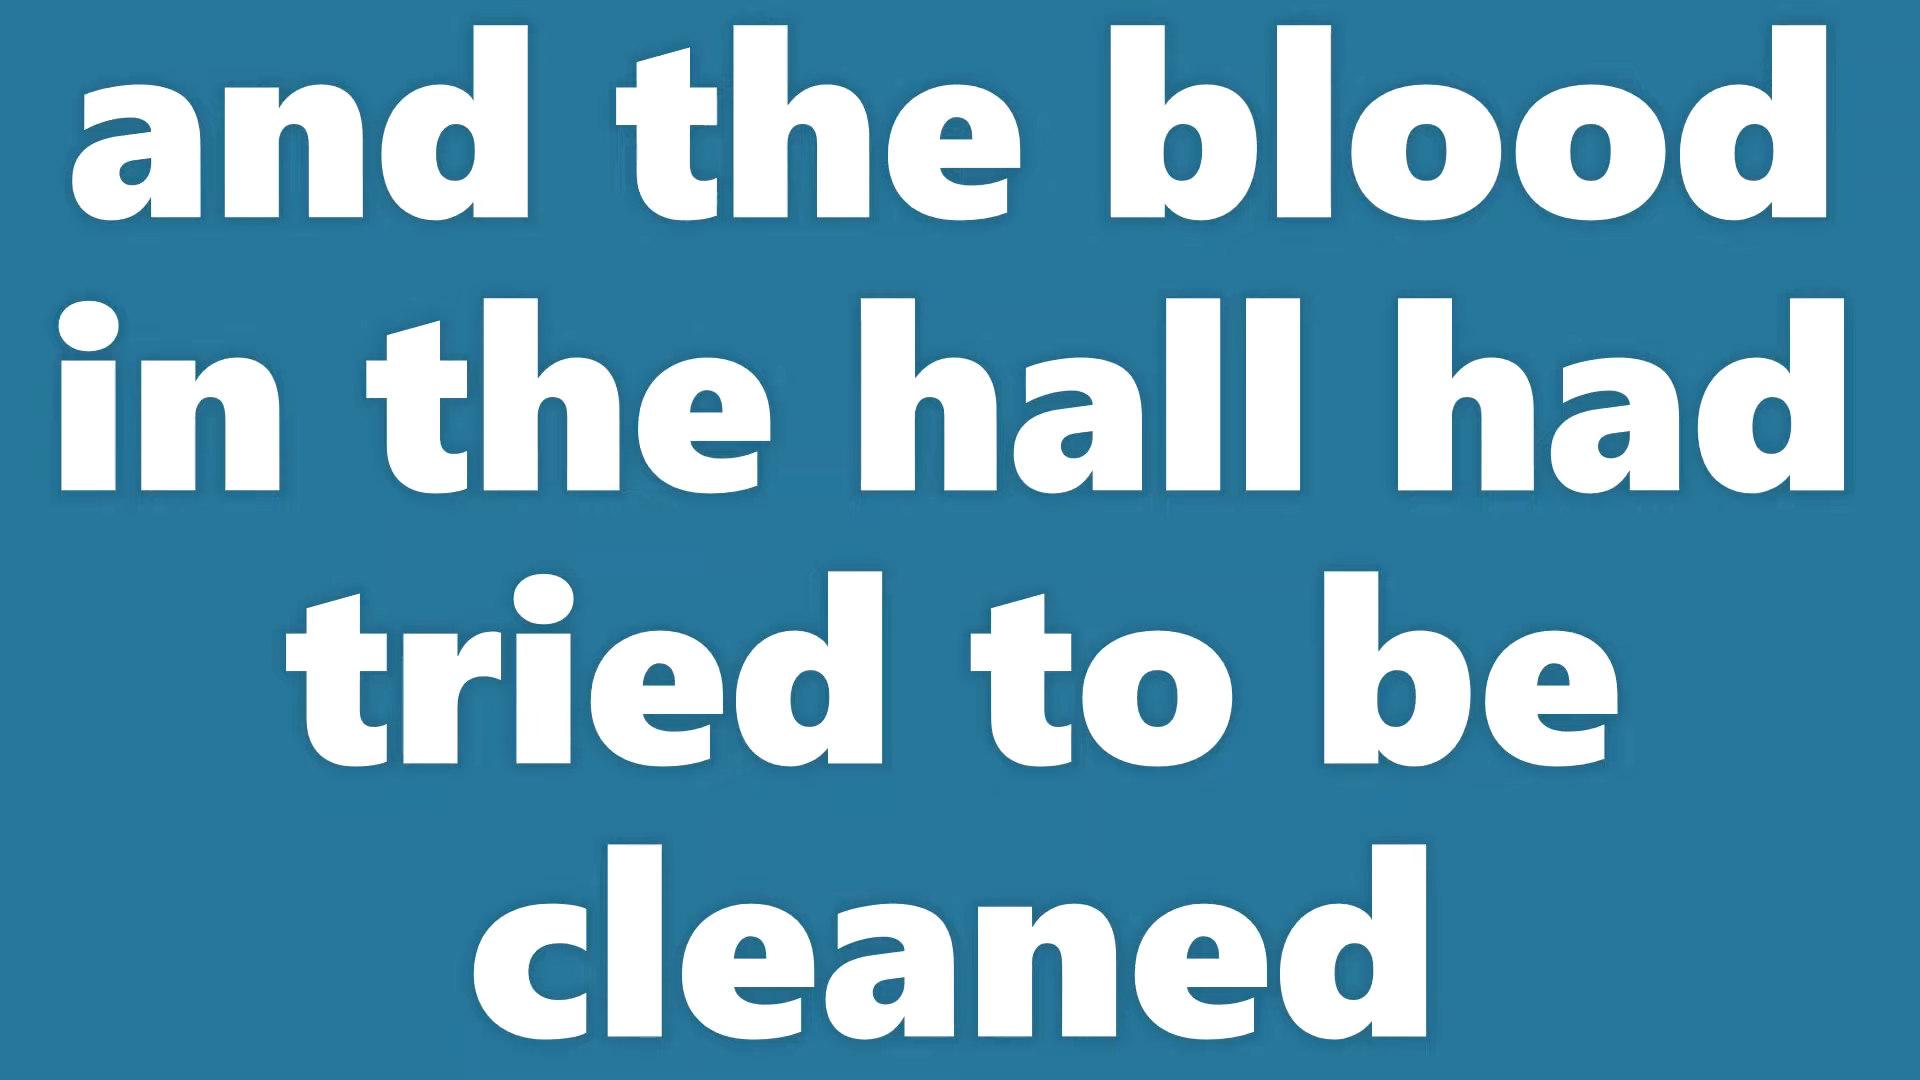 and the blood
in the hall had
tried to be
cleaned